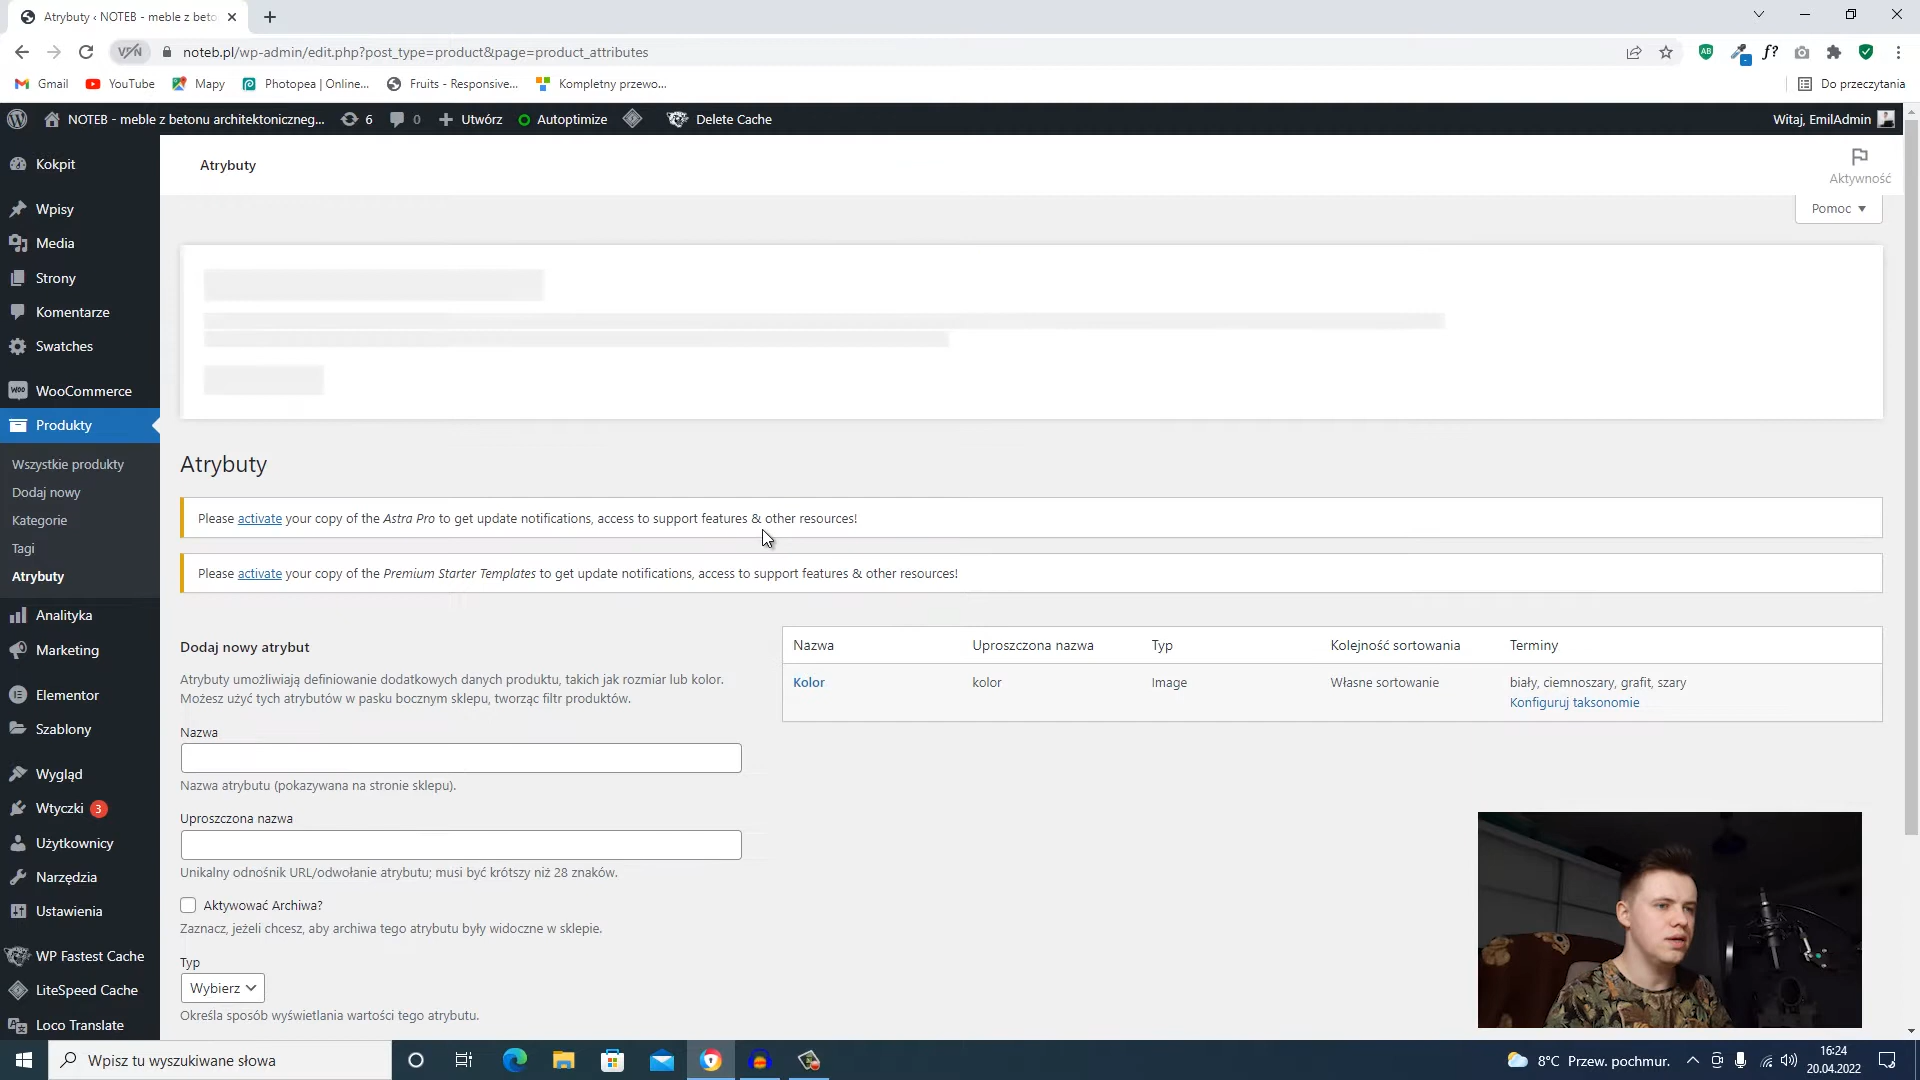 Atrybuty ‹ NOTEB - meble z beto
noteb.pl/wp-admin/edit.php?post_type=product&page=product_attributes
VPN
f?
Gmail
YouTube
Mapy
Photopea | Online...
Fruits - Responsive...
Kompletny przewo...
Do przeczytania
NOTEB - meble z betonu architektoniczneg...
6
0
Utwórz
Autoptimize
Delete Cache
Witaj, EmilAdmin
Kokpit
Wpisy
Media
Strony
Komentarze
Swatches
WooCommerce
Produkty
Wszystkie produkty
Dodaj nowy
Kategorie
Tagi
Atrybuty
Analityka
Marketing
Elementor
Szablony
Wygląd
Wtyczki 3
Użytkownicy
Narzędzia
Ustawienia
WP Fastest Cache
LiteSpeed Cache
Loco Translate
Atrybuty
Aktywność
Pomoc
Atrybuty
Please activate your copy of the Astra Pro to get update notifications, access to support features & other resources!
Please activate your copy of the Premium Starter Templates to get update notifications, access to support features & other resources!
Dodaj nowy atrybut
Atrybuty umożliwiają definiowanie dodatkowych danych produktu, takich jak rozmiar lub kolor.
Możesz użyć tych atrybutów w pasku bocznym sklepu, tworząc filtr produktów.
Nazwa
Nazwa atrybutu (pokazywana na stronie sklepu).
Uproszczona nazwa
Unikalny odnośnik URL/odwołanie atrybutu; musi być krótszy niż 28 znaków.
Aktywować Archiwa?
Zaznacz, jeżeli chcesz, aby archiwa tego atrybutu były widoczne w sklepie.
Typ
Wybierz
Określa sposób wyświetlania wartości tego atrybutu.
Nazwa Uproszczona nazwa Typ Kolejność sortowania Terminy
Kolor kolor Image Własne sortowanie biały, ciemnoszary, grafit, szary
Konfiguruj taksonomie
Wpisz tu wyszukiwane słowa
8°C Przew. pochmur.
16:24
20.04.2022